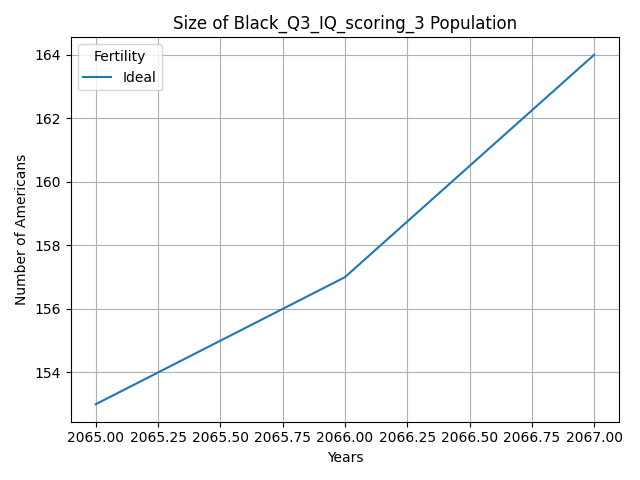 Size of Black_Q3_IQ_scoring_3 Population
Fertility
Ideal
Number of Americans
164
162
160
158
156
154
2065.00 2065.25 2065.50 2065.75 2066.00 2066.25 2066.50 2066.75 2067.00
Years